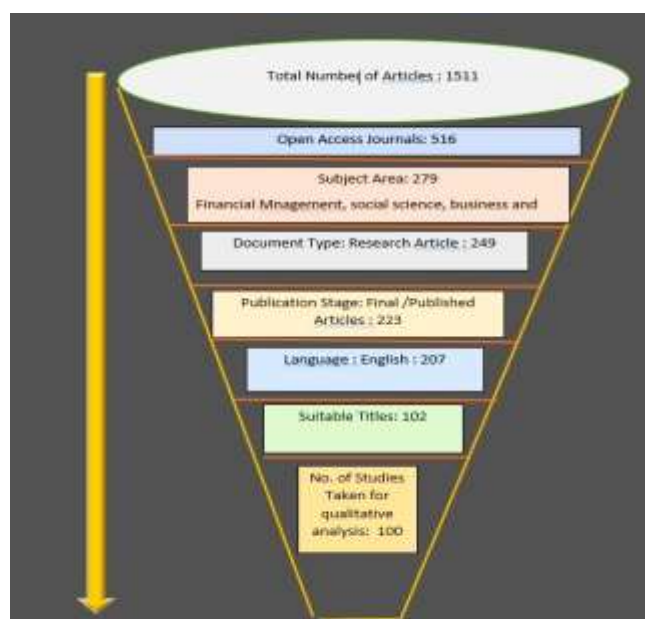 Total Number of Articles : 1511
Open Access Journals: 516
Subject Area: 279
Financial Mnagement, social science, business and
Document Type: Research Article : 249
Publication Stage: Final /Published
Articles : 223
Language : English : 207
Suitable Titles: 102
No. of Studies
Taken for
qualitative
analysis:  100